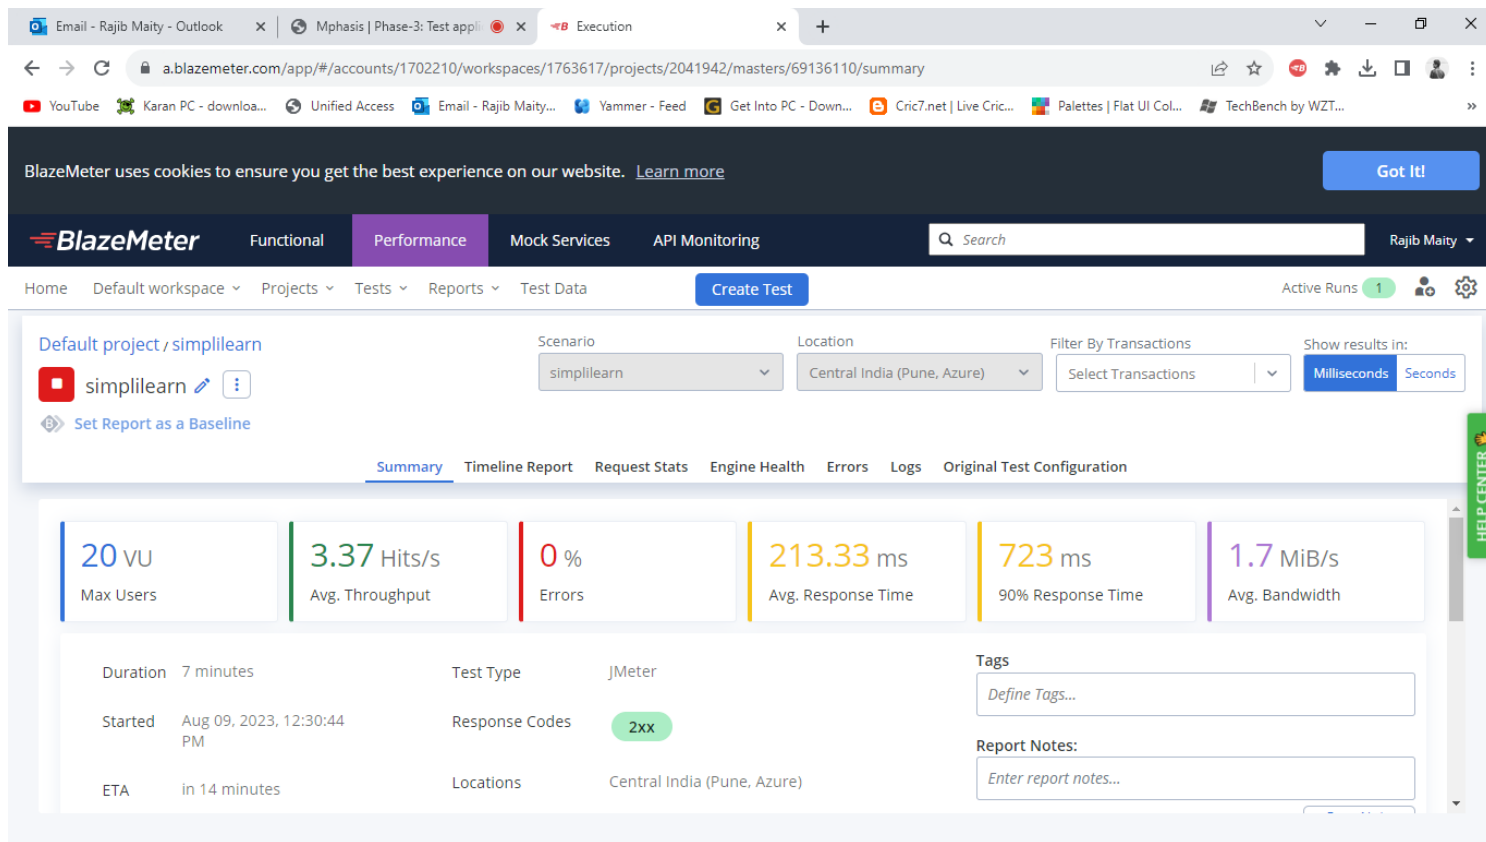 Email - Rajib Maity - Outlook
Mphasis | Phase-3: Test appli
Execution
a.blazemeter.com/app/#/accounts/1702210/workspaces/1763617/projects/2041942/masters/69136110/summary
YouTube Karan PC - downloa... Unified Access Email - Rajib Maity... Yammer - Feed Get Into PC - Down... Cric7.net | Live Cric... Palettes | Flat UI Col... TechBench by WZT... »
BlazeMeter uses cookies to ensure you get the best experience on our website. Learn more
Got It!
BlazeMeter Functional Performance Mock Services API Monitoring Search Rajib Maity
Home Default workspace Projects Tests Reports Test Data Create Test Active Runs 1
Default project / simplilearn
simplilearn
Set Report as a Baseline
Scenario
simplilearn
Location
Central India (Pune, Azure)
Filter By Transactions
Select Transactions
Show results in:
Milliseconds Seconds
HELP CENTER
Summary Timeline Report Request Stats Engine Health Errors Logs Original Test Configuration
20 VU
Max Users
3.37 Hits/s
Avg. Throughput
0 %
Errors
213.33 ms
Avg. Response Time
723 ms
90% Response Time
1.7 MiB/s
Avg. Bandwidth
Duration 7 minutes
Started Aug 09, 2023, 12:30:44
PM
ETA in 14 minutes
Test Type JMeter
Response Codes 2xx
Locations Central India (Pune, Azure)
Tags
Define Tags...
Report Notes:
Enter report notes...